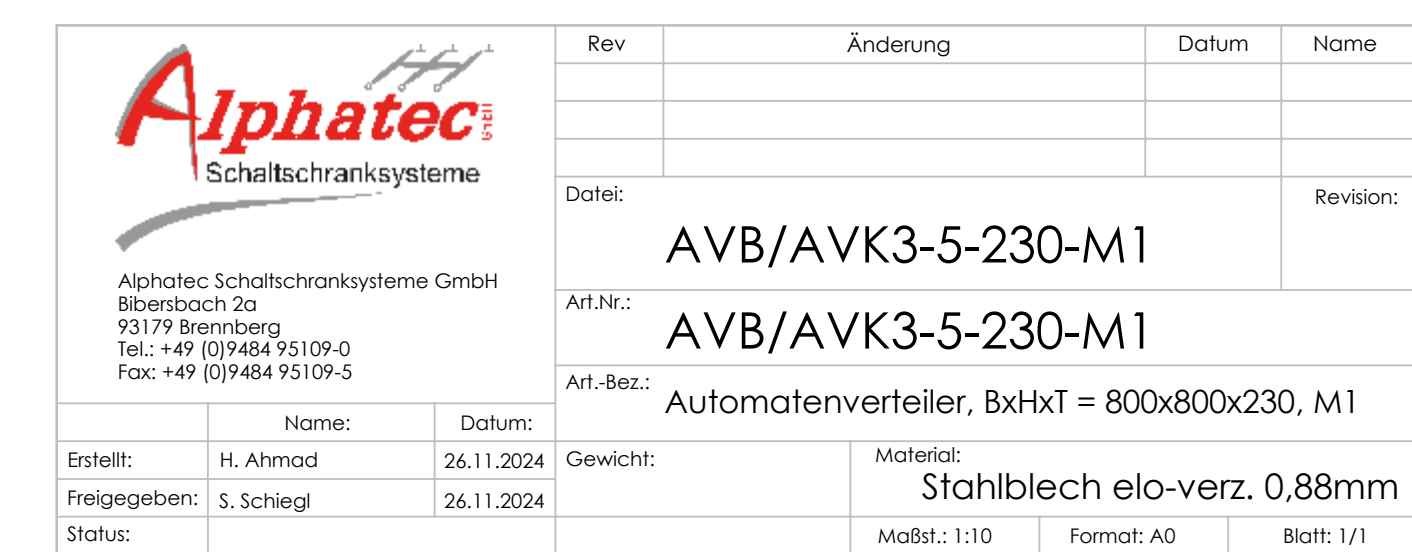 Alphatec GmbH
Schaltschranksysteme
Alphatec Schaltschranksysteme GmbH
Bibersbach 2a
93179 Brennberg
Tel.: +49 (0)9484 95109-0
Fax: +49 (0)9484 95109-5
Name: Datum:
Erstellt: H. Ahmad 26.11.2024
Freigegeben: S. Schiegl 26.11.2024
Status:
Rev Änderung Datum Name
Datei: Revision:
AVB/AVK3-5-230-M1
Art.Nr.:
AVB/AVK3-5-230-M1
Art.-Bez.:
Automatenverteiler, BxHxT = 800x800x230, M1
Gewicht: Material:
Stahlblech elo-verz. 0,88mm
Maßst.: 1:10 Format: A0 Blatt: 1/1